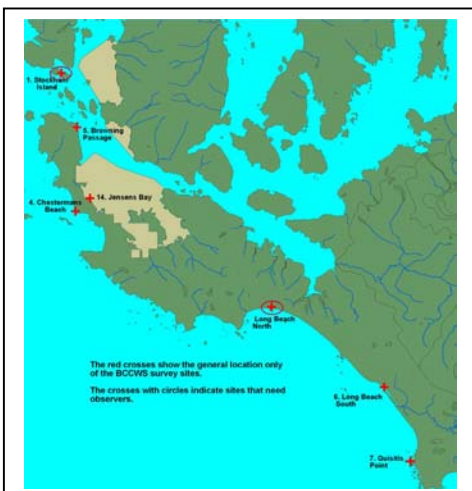 1. Stockham
Island
5. Browning
Passage
14. Jensens Bay
4. Chestermans
Beach
Long Beach
North
The red crosses show the general location only
of the BCCWS survey sites.
The crosses with circles indicate sites that need
observers.
6. Long Beach
South
7. Quisitis
Point